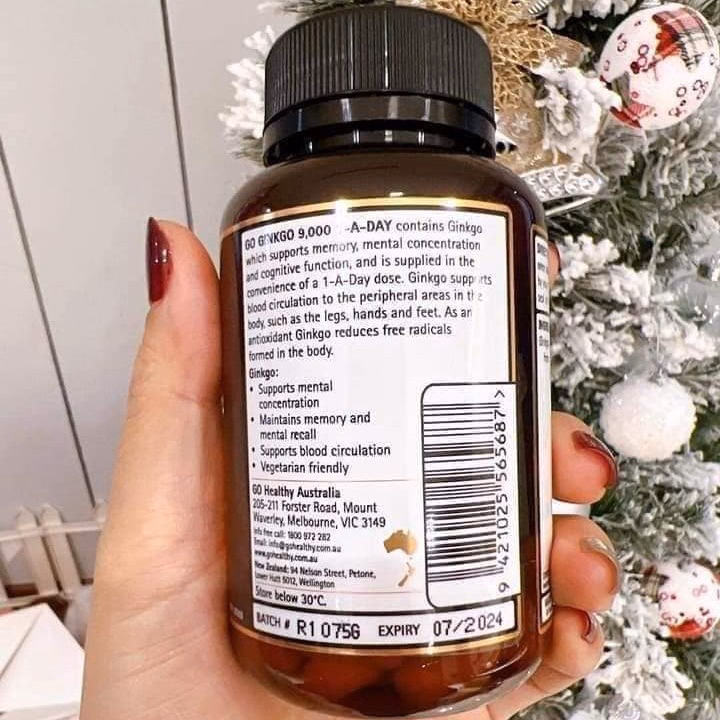 GO GINKGO 9,000 -A-DAY contains Ginkgo
which supports memory, mental concentration
and cognitive function, and is supplied in the
convenience of a 1-A-Day dose. Ginkgo supports
blood circulation to the peripheral areas in the
body, such as the legs, hands and feet. As an
antioxidant Ginkgo reduces free radicals
formed in the body.
Ginkgo:
• Supports mental
concentration
• Maintains memory and
mental recall
• Supports blood circulation
• Vegetarian friendly
GO Healthy Australia
205-211 Forster Road, Mount
Waverley, Melbourne, VIC 3149
Info free call: 1800 972 282
Email: info@gohealthy.com.au
www.gohealthy.com.au
New Zealand: 94 Nelson Street, Petone,
Lower Hutt 5012, Wellington
Store below 30°C.
BATCH # R1 0756 EXPIRY 07/2024
9 421025 565687 >